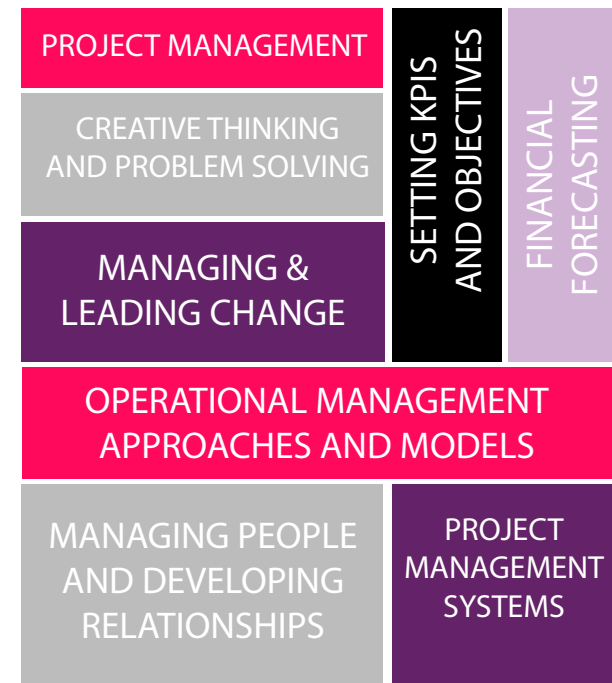 PROJECT MANAGEMENT
CREATIVE THINKING
AND PROBLEM SOLVING
MANAGING &
LEADING CHANGE
SETTING KPIS
AND OBJECTIVES
FINANCIAL
FORECASTING
OPERATIONAL MANAGEMENT
APPROACHES AND MODELS
MANAGING PEOPLE
AND DEVELOPING
RELATIONSHIPS
PROJECT
MANAGEMENT
SYSTEMS